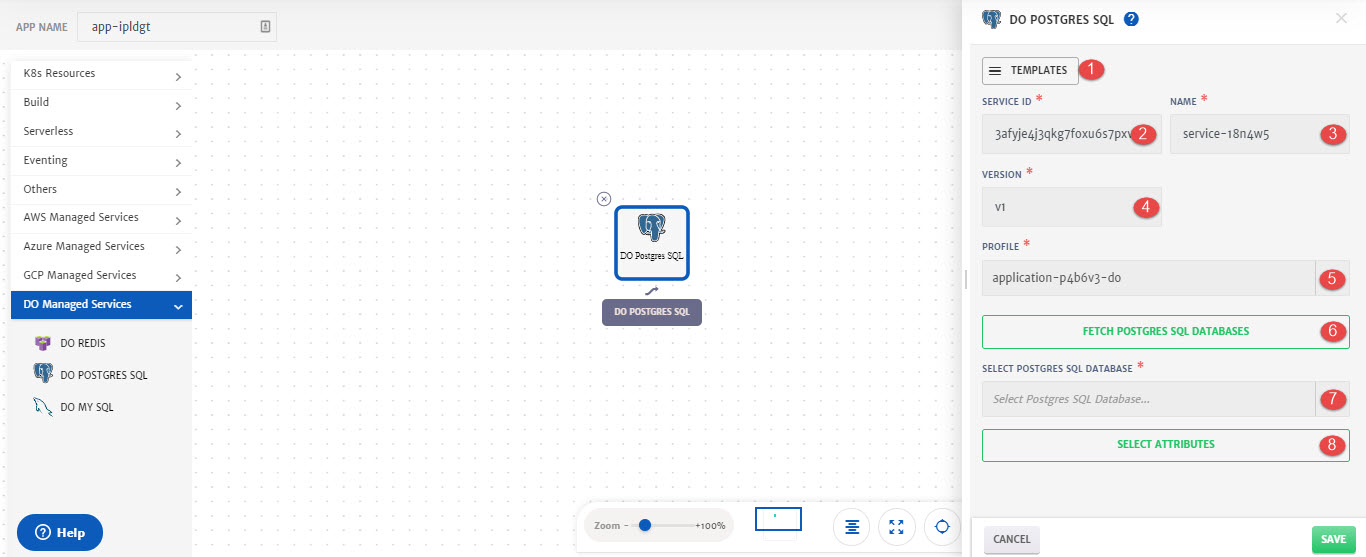 APP NAME
app-ipldgt
K8s Resources
Build
Serverless
Eventing
Others
AWS Managed Services
Azure Managed Services
GCP Managed Services
DO Managed Services
DO REDIS
DO POSTGRES SQL
DO MY SQL
Help
DO Postgres SQL
DO POSTGRES SQL
Zoom - +100%
DO POSTGRES SQL ?
TEMPLATES 1
SERVICE ID * NAME *
3afyje4j3qkg7foxu6s7pxv 2 service-18n4w5 3
VERSION *
v1 4
PROFILE *
application-p4b6v3-do 5
FETCH POSTGRES SQL DATABASES 6
SELECT POSTGRES SQL DATABASE *
Select Postgres SQL Database... 7
SELECT ATTRIBUTES 8
CANCEL SAVE